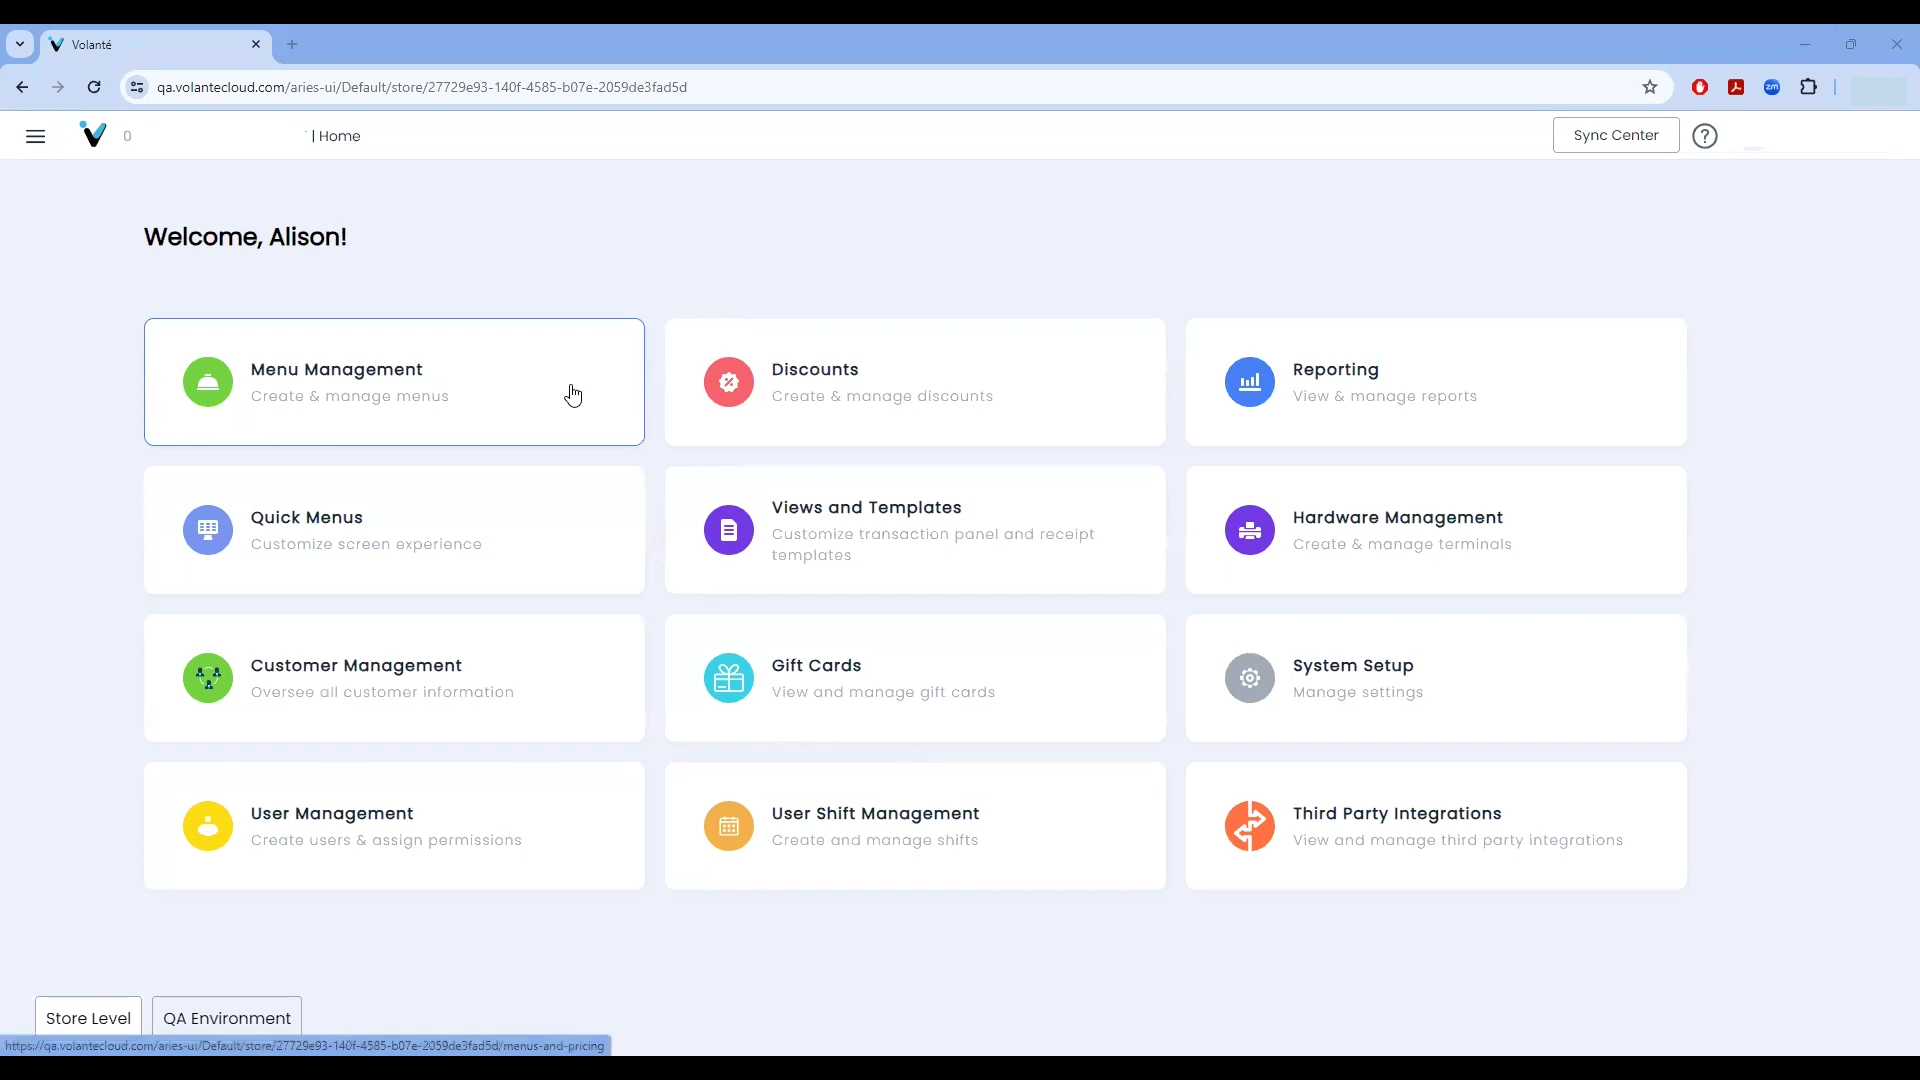 Volanté
qa.volantecloud.com/aries-ui/Default/store/27729e93-140f-4585-b07e-2059de3fad5d
zm
0
| Home
Sync Center
?
Welcome, Alison!
Menu Management
Create & manage menus
Discounts
Create & manage discounts
Reporting
View & manage reports
Quick Menus
Customize screen experience
Views and Templates
Customize transaction panel and receipt
templates
Hardware Management
Create & manage terminals
Customer Management
Oversee all customer information
Gift Cards
View and manage gift cards
System Setup
Manage settings
User Management
Create users & assign permissions
User Shift Management
Create and manage shifts
Third Party Integrations
View and manage third party integrations
Store Level
QA Environment
https://qa.volantecloud.com/aries-ui/Default/store/27729e93-140f-4585-b07e-2059de3fad5d/menus-and-pricing